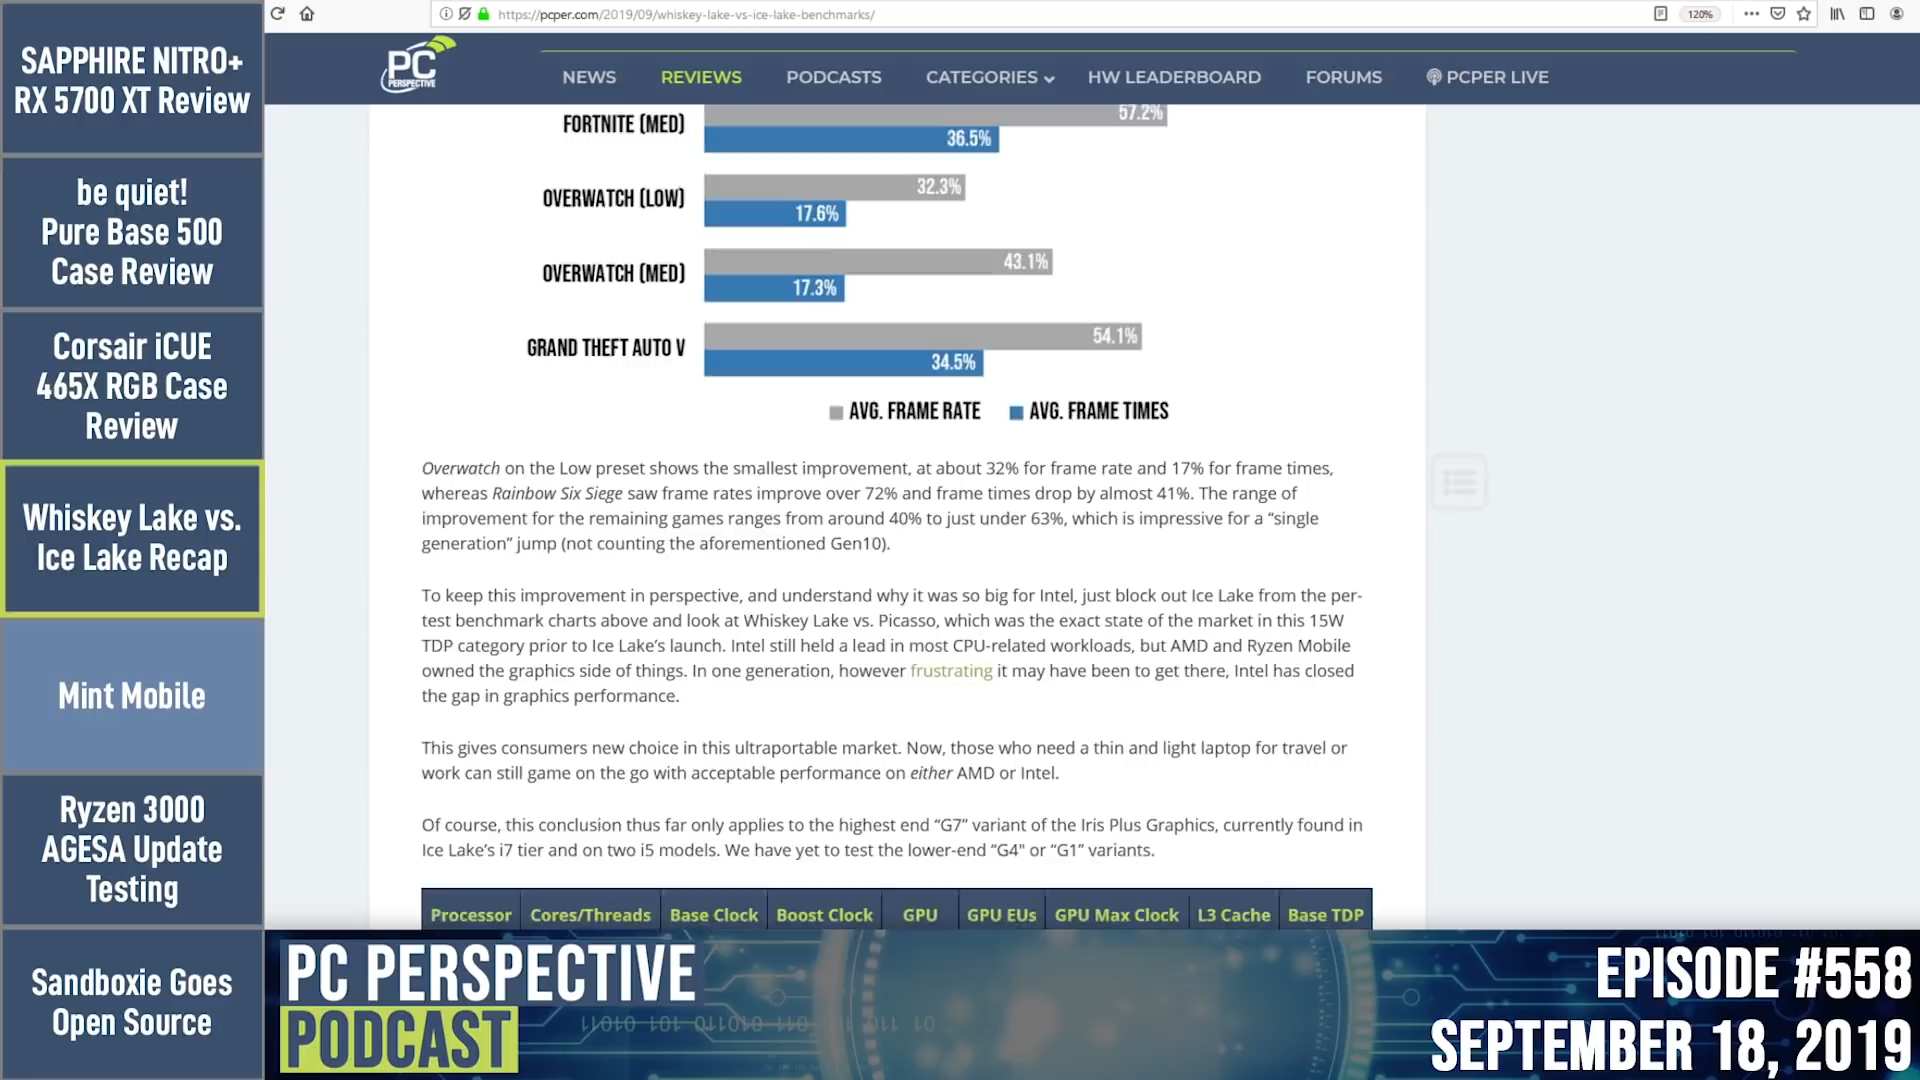 SAPPHIRE NITRO+
RX 5700 XT Review
be quiet!
Pure Base 500
Case Review
Corsair iCUE
465X RGB Case
Review
Whiskey Lake vs.
Ice Lake Recap
Mint Mobile
Ryzen 3000
AGESA Update
Testing
Sandboxie Goes
Open Source
https://pcper.com/2019/09/whiskey-lake-vs-ice-lake-benchmarks/
120%
PC
PERSPECTIVE
NEWS
REVIEWS
PODCASTS
CATEGORIES
HW LEADERBOARD
FORUMS
PCPER LIVE
FORTNITE (MED)
57.2%
36.5%
OVERWATCH (LOW)
32.3%
17.6%
OVERWATCH (MED)
43.1%
17.3%
GRAND THEFT AUTO V
54.1%
34.5%
AVG. FRAME RATE
AVG. FRAME TIMES
Overwatch on the Low preset shows the smallest improvement, at about 32% for frame rate and 17% for frame times,
whereas Rainbow Six Siege saw frame rates improve over 72% and frame times drop by almost 41%. The range of
improvement for the remaining games ranges from around 40% to just under 63%, which is impressive for a “single
generation” jump (not counting the aforementioned Gen10).
To keep this improvement in perspective, and understand why it was so big for Intel, just block out Ice Lake from the per-
test benchmark charts above and look at Whiskey Lake vs. Picasso, which was the exact state of the market in this 15W
TDP category prior to Ice Lake’s launch. Intel still held a lead in most CPU-related workloads, but AMD and Ryzen Mobile
owned the graphics side of things. In one generation, however frustrating it may have been to get there, Intel has closed
the gap in graphics performance.
This gives consumers new choice in this ultraportable market. Now, those who need a thin and light laptop for travel or
work can still game on the go with acceptable performance on either AMD or Intel.
Of course, this conclusion thus far only applies to the highest end “G7” variant of the Iris Plus Graphics, currently found in
Ice Lake’s i7 tier and on two i5 models. We have yet to test the lower-end “G4" or “G1” variants.
Processor
Cores/Threads
Base Clock
Boost Clock
GPU
GPU EUs
GPU Max Clock
L3 Cache
Base TDP
PC PERSPECTIVE
PODCAST
EPISODE #558
SEPTEMBER 18, 2019